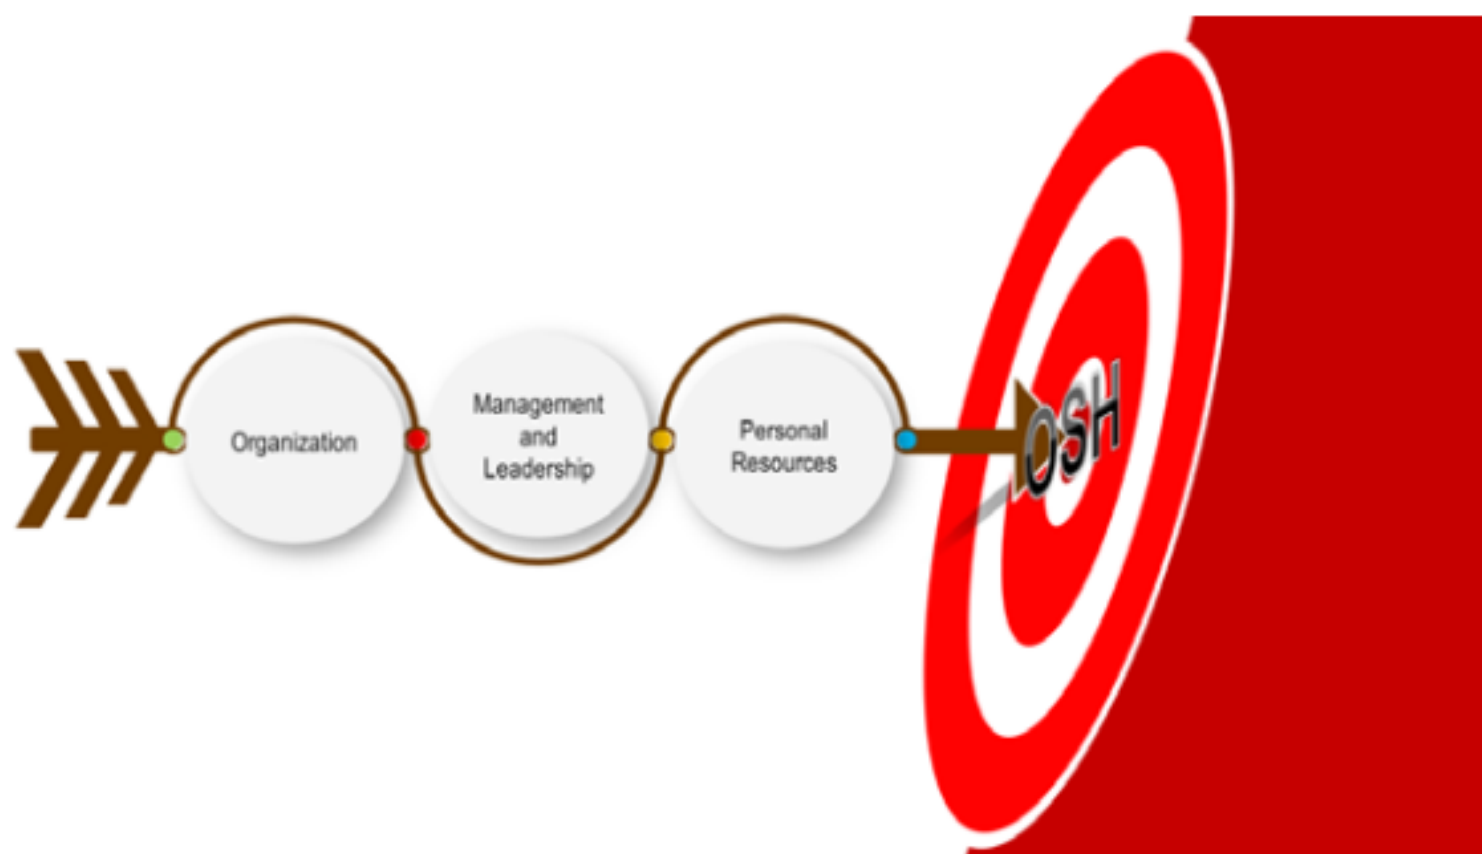 Organization
Management
and
Leadership
Personal
Resources
OSH